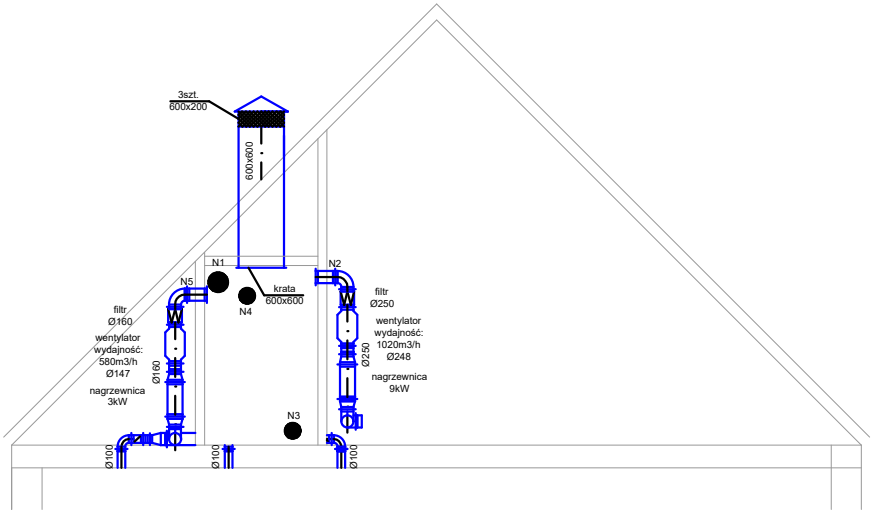 3szt.
600x200
600x600
N1
N2
N5
N4
krata
600x600
filtr
Ø160
wentylator
wydajność:
580m3/h
Ø147
nagrzewnica
3kW
Ø160
filtr
Ø250
wentylator
wydajność:
1020m3/h
Ø248
nagrzewnica
9kW
Ø250
N3
Ø100
Ø100
Ø100